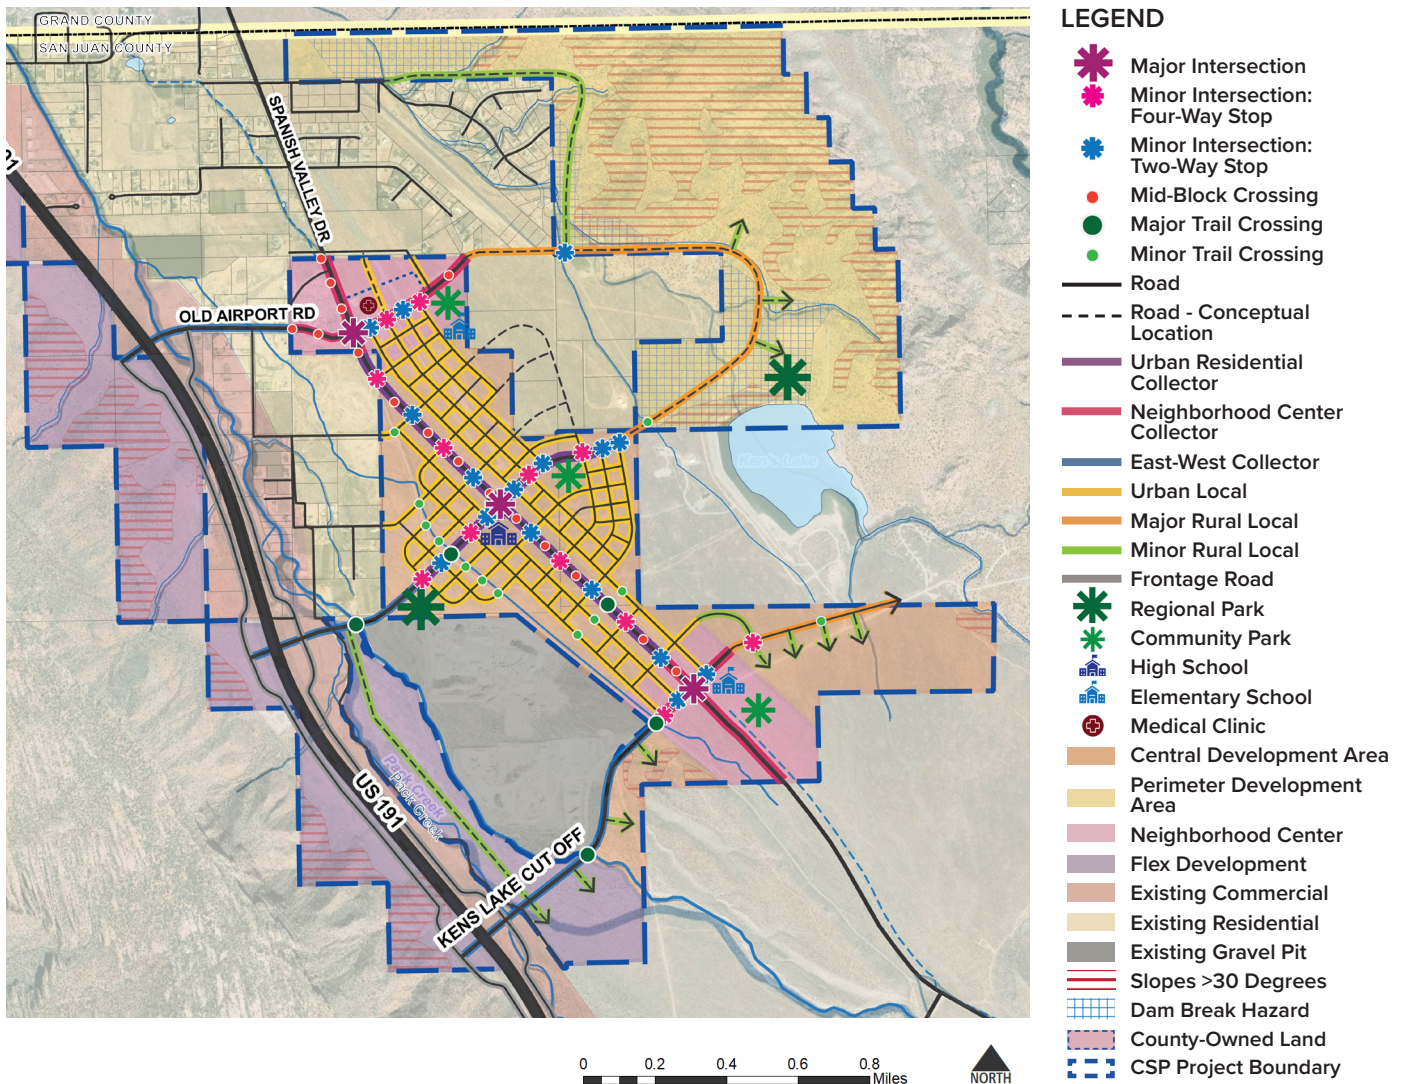 GRAND COUNTY
SAN JUAN COUNTY
SPANISH VALLEY DR
OLD AIRPORT RD
Ken's Lake
Pack Creek
Pack Creek
US 191
KENS LAKE CUT OFF
0 0.2 0.4 0.6 0.8
Miles
NORTH
LEGEND
Major Intersection
Minor Intersection:
Four-Way Stop
Minor Intersection:
Two-Way Stop
Mid-Block Crossing
Major Trail Crossing
Minor Trail Crossing
Road
Road - Conceptual
Location
Urban Residential
Collector
Neighborhood Center
Collector
East-West Collector
Urban Local
Major Rural Local
Minor Rural Local
Frontage Road
Regional Park
Community Park
High School
Elementary School
Medical Clinic
Central Development Area
Perimeter Development
Area
Neighborhood Center
Flex Development
Existing Commercial
Existing Residential
Existing Gravel Pit
Slopes >30 Degrees
Dam Break Hazard
County-Owned Land
CSP Project Boundary